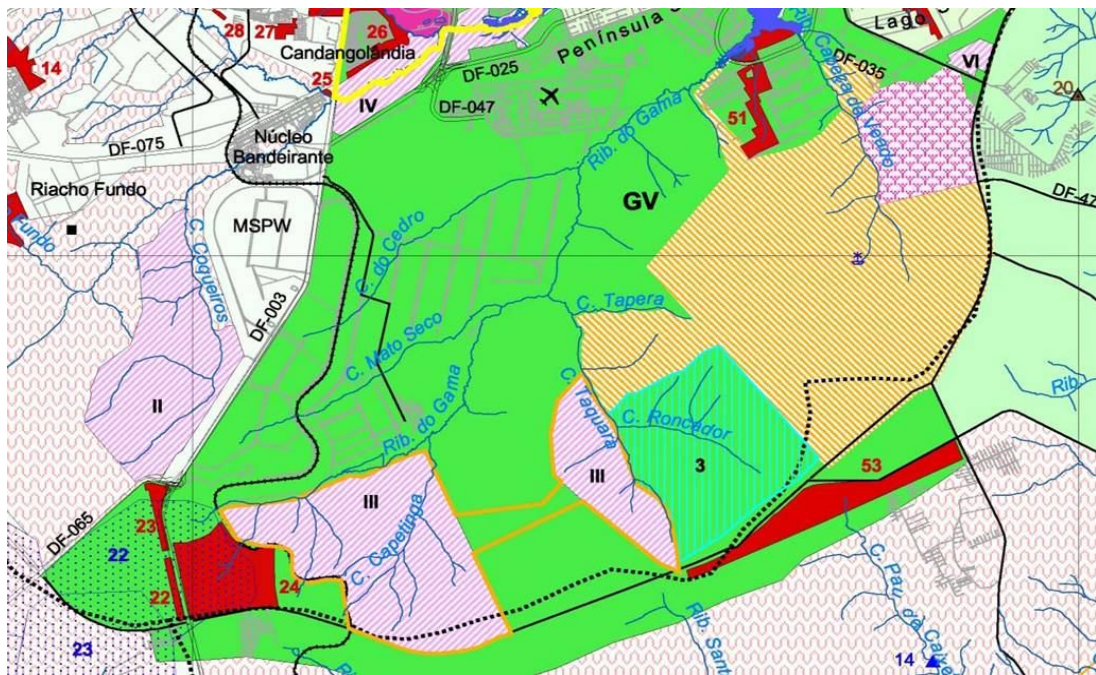 28
27
26
Candangolândia
25
14
IV
DF-025
DF-047
Península
Lago
DF-035
VI
20
Rib. do Gama
Cabeça de Veado
51
DF-075
Núcleo
Bandeirante
Riacho Fundo
Fundo
MSPW
C. Coqueiros
C. do Cedro
GV
DF-47
DF-003
C. Mato Seco
C. Tapera
Rib. do Gama
II
C. Taquara
C. Roncador
III
3
Rib.
53
III
C. Capetinga
DF-065
23
22
22
24
23
Rib. Sant
C. Pau de Caixe
14